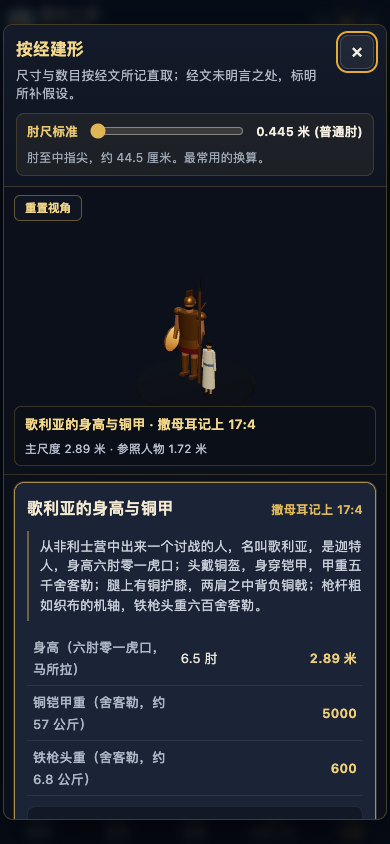 按经建形
尺寸与数目按经文所记直取；经文未明言之处，标明
所补假设。
×
肘尺标准
0.445 米 (普通肘)
肘至中指尖，约 44.5 厘米。最常用的换算。
重置视角
歌利亚的身高与铜甲 · 撒母耳记上 17:4
主尺度 2.89 米 · 参照人物 1.72 米
歌利亚的身高与铜甲
撒母耳记上 17:4
从非利士营中出来一个讨战的人，名叫歌利亚，是迦特
人，身高六肘零一虎口；头戴铜盔，身穿铠甲，甲重五
千舍客勒；腿上有铜护膝，两肩之中背负铜戟；枪杆粗
如织布的机轴，铁枪头重六百舍客勒。
身高（六肘零一虎口，
马所拉）
6.5 肘
2.89 米
铜铠甲重（舍客勒，约
57 公斤）
5000
铁枪头重（舍客勒，约
6.8 公斤）
600